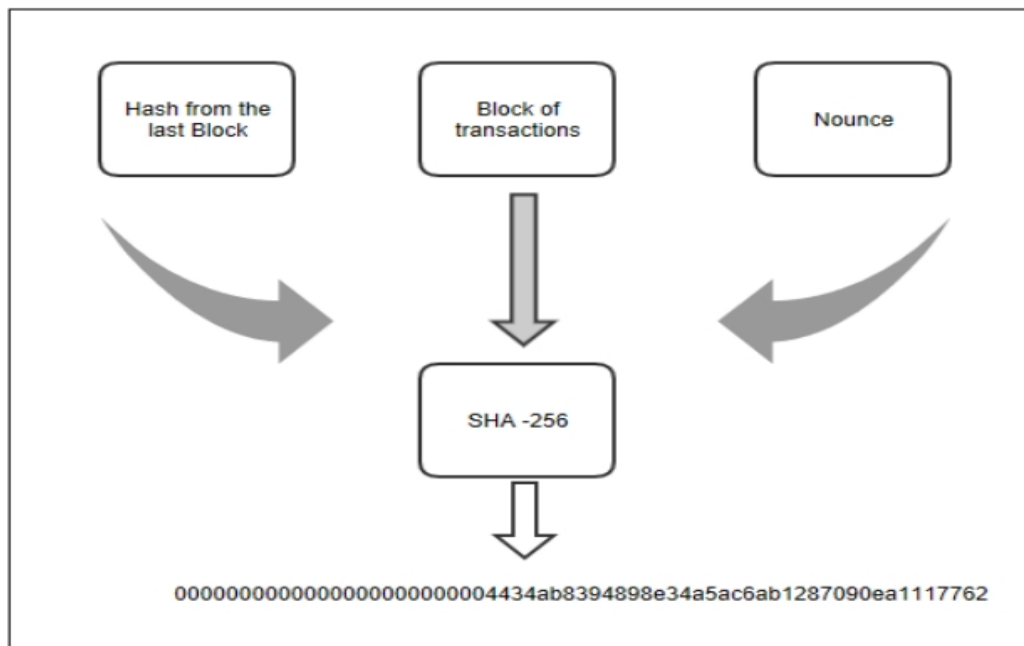 Hash from the
last Block
Block of
transactions
Nounce
SHA -256
0000000000000000000000004434ab8394898e34a5ac6ab1287090ea1117762